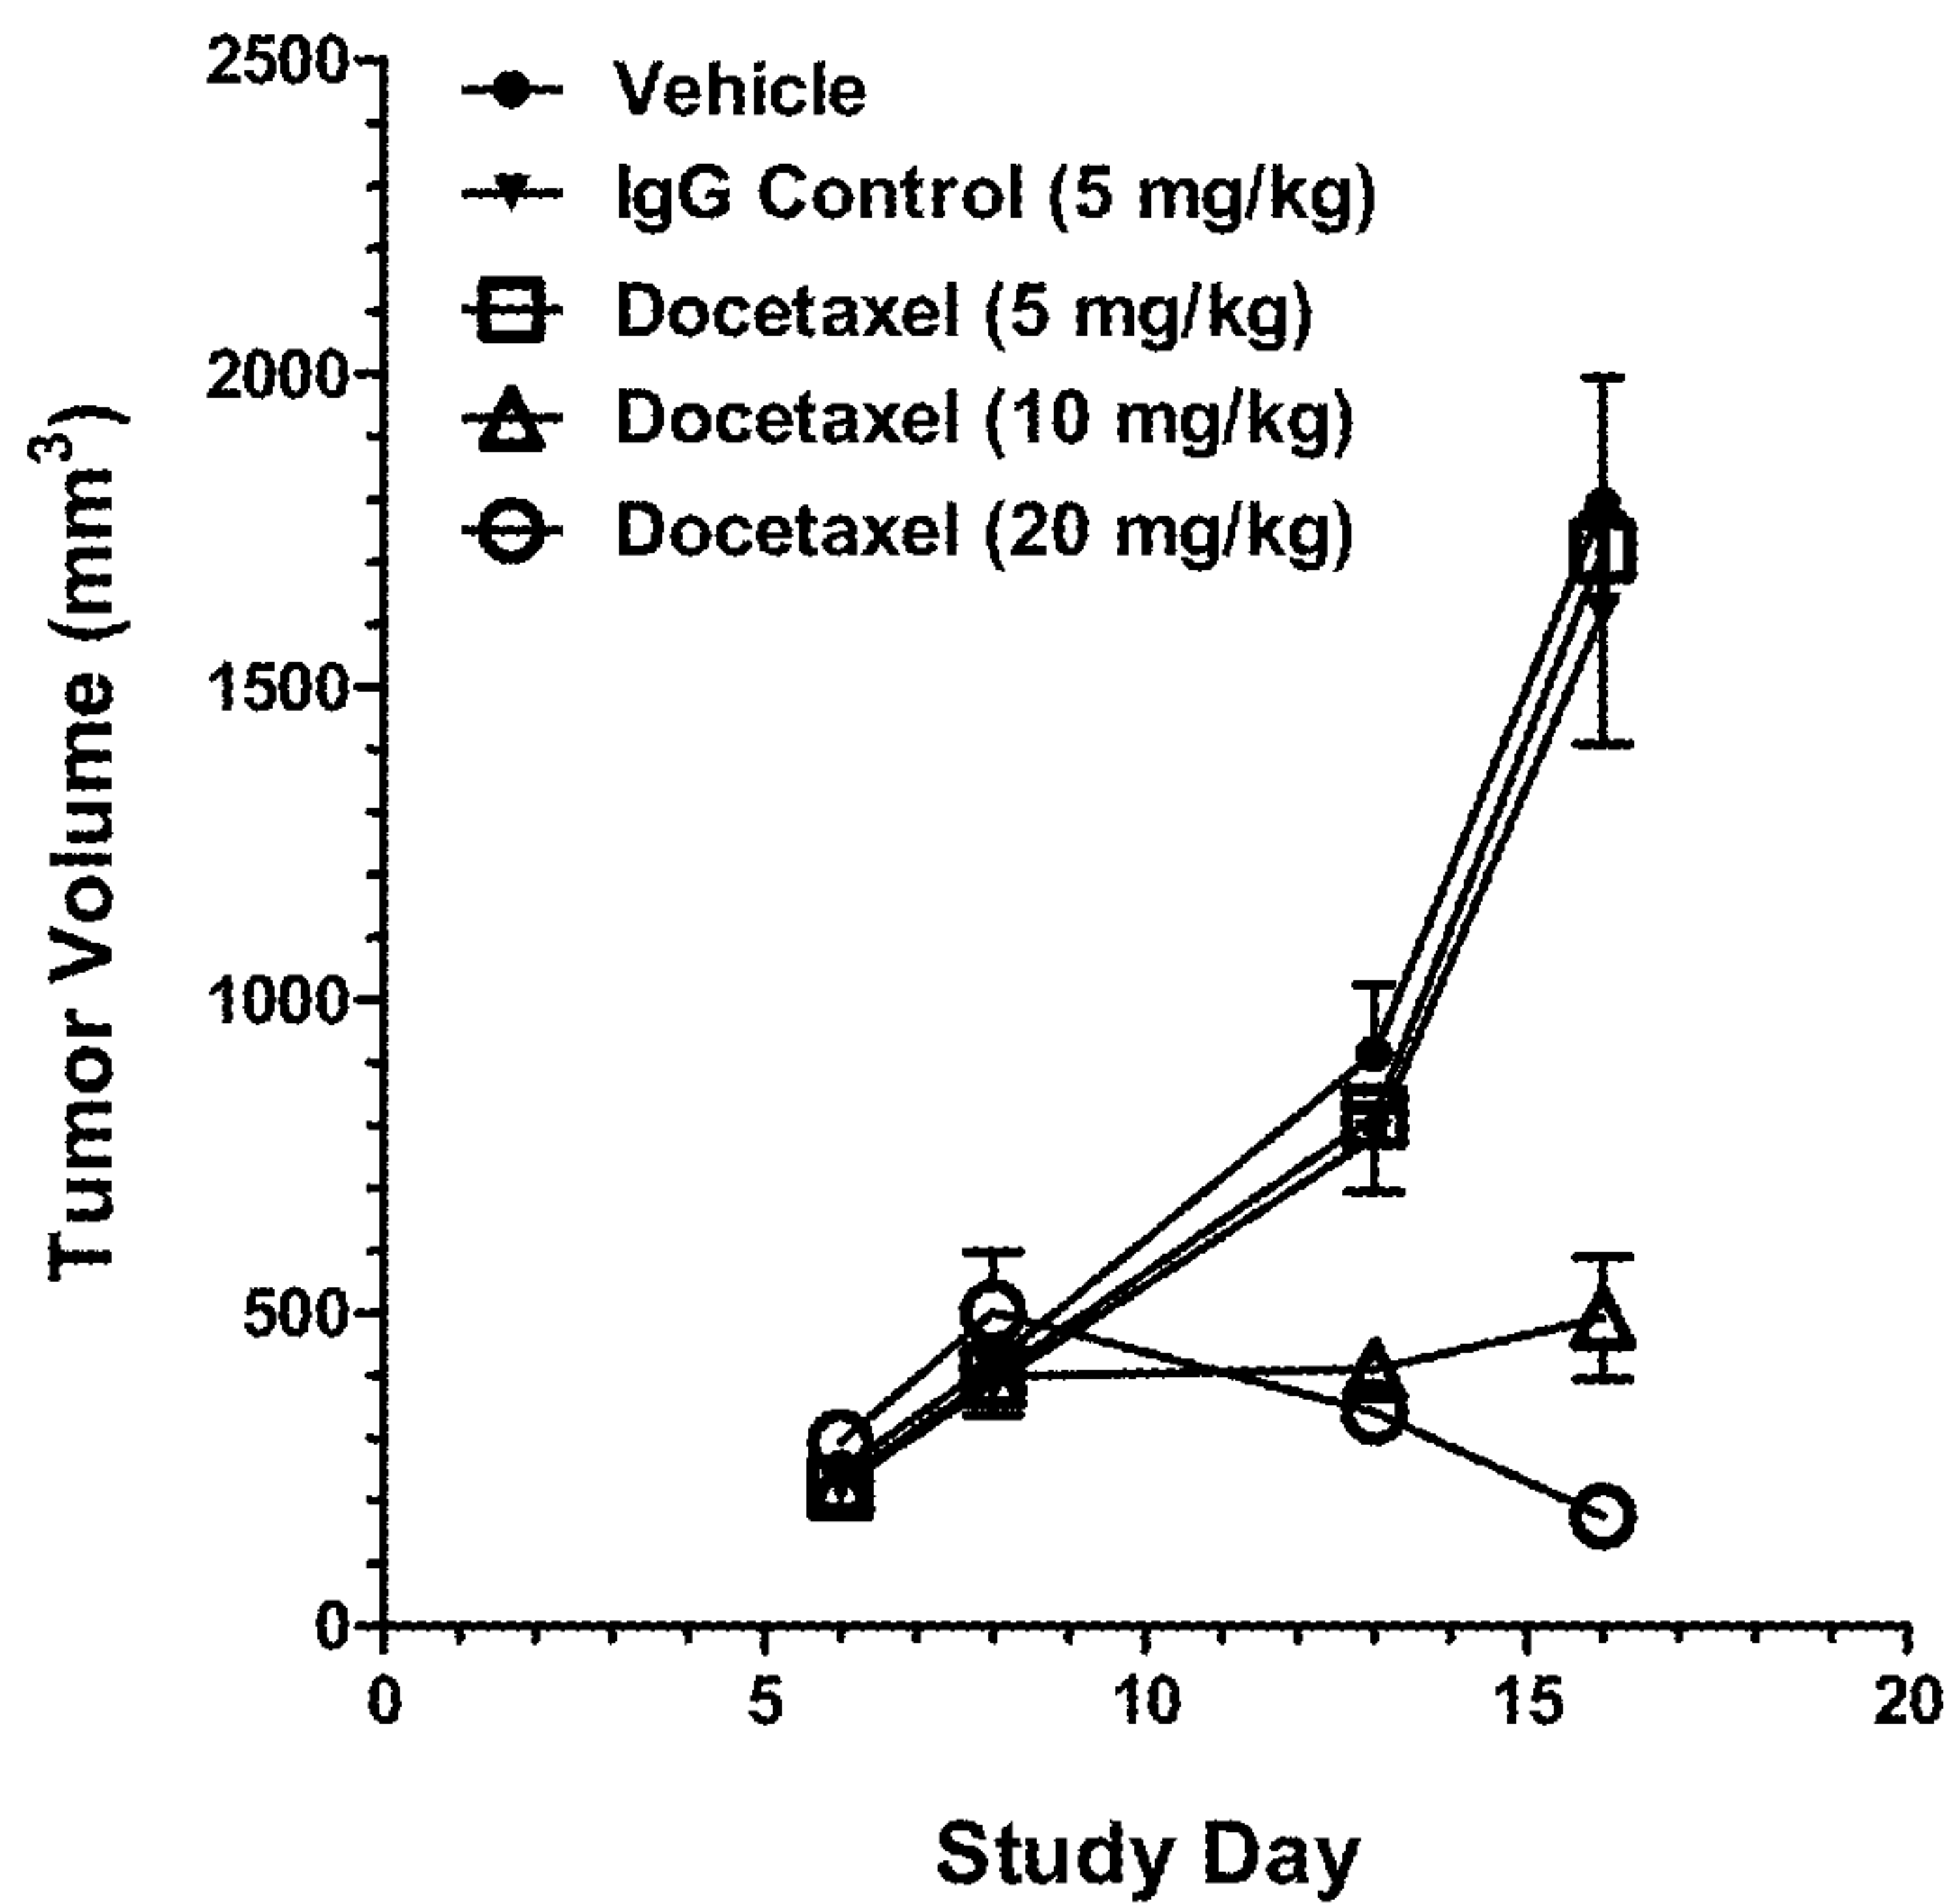 2500
2000
1500
1000
500
0
Tumor Volume (mm³)
Vehicle
IgG Control (5 mg/kg)
Docetaxel (5 mg/kg)
Docetaxel (10 mg/kg)
Docetaxel (20 mg/kg)
0 5 10 15 20
Study Day